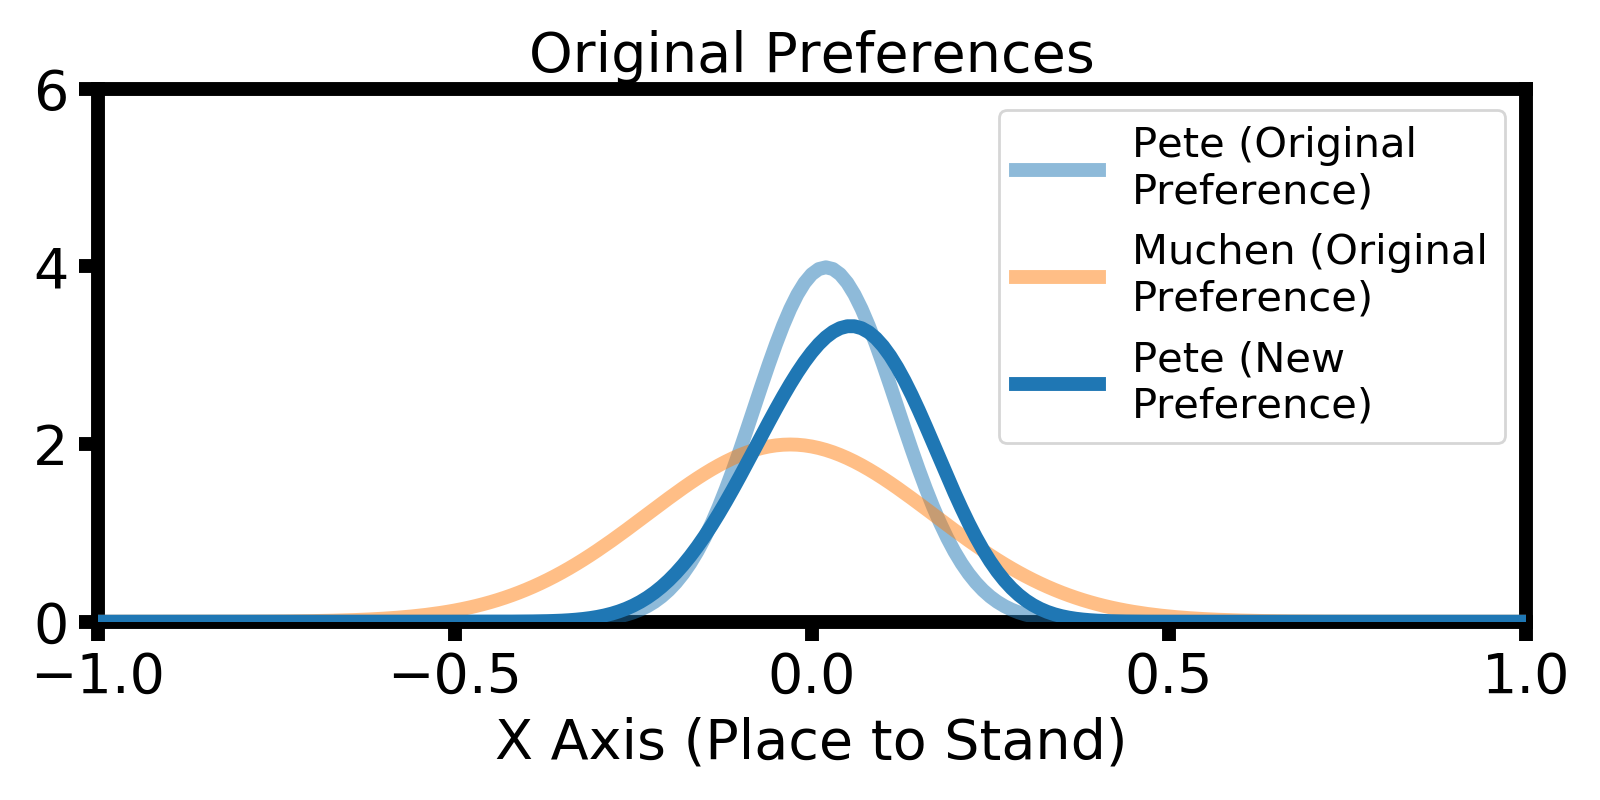 Original Preferences
6
4
2
0
Pete (Original
Preference)
Muchen (Original
Preference)
Pete (New
Preference)
−1.0 −0.5 0.0 0.5 1.0
X Axis (Place to Stand)